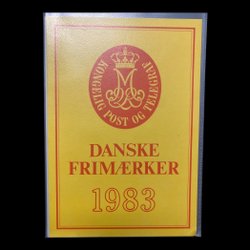 KONGELIG POST OG TELEGRAF
DANSKE
FRIMÆRKER
1983